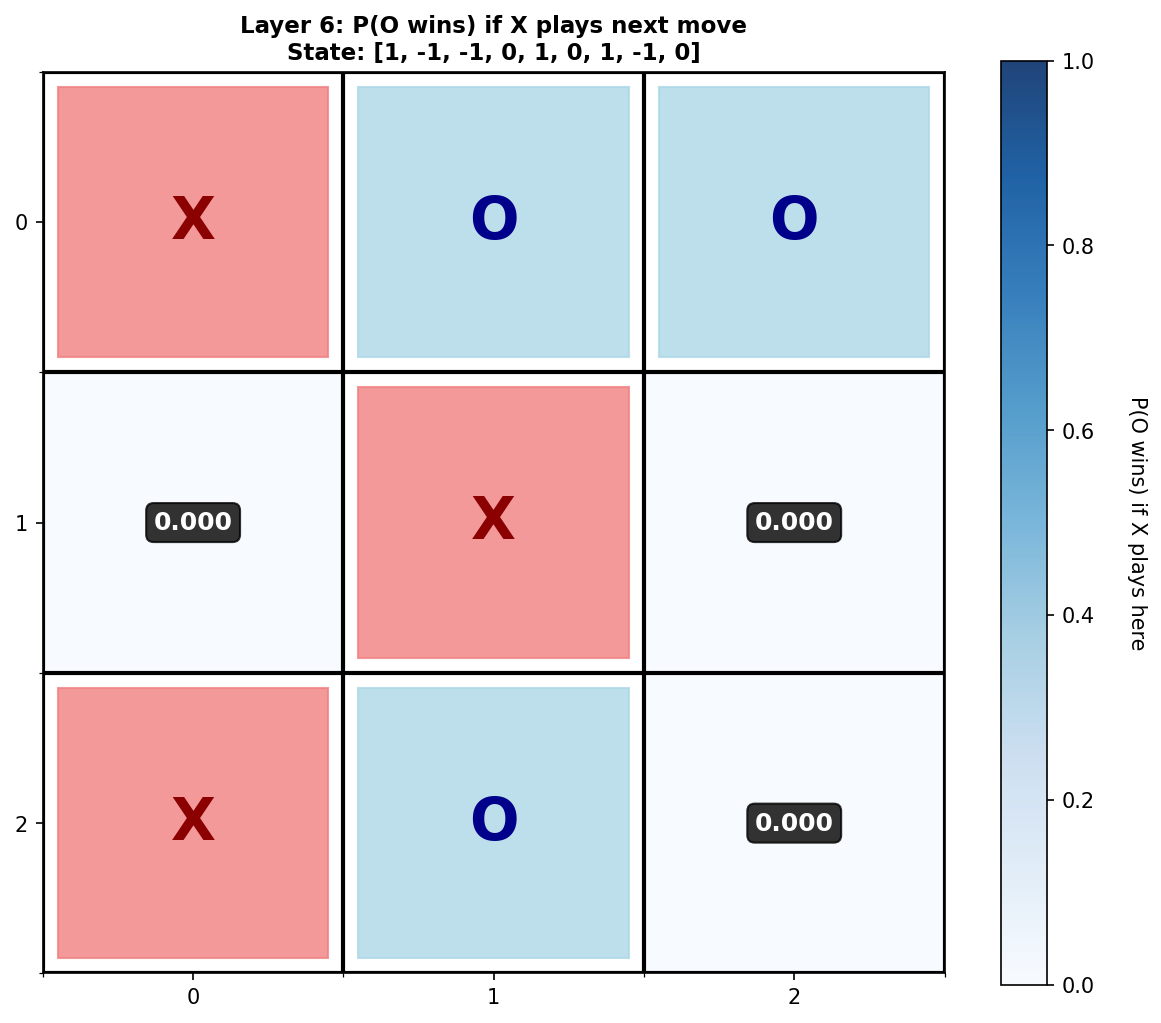 Layer 6: P(O wins) if X plays next move
State: [1, -1, -1, 0, 1, 0, 1, -1, 0]
0
X
O
O
1
0.000
X
0.000
2
X
O
0.000
0
1
2
1.0
0.8
0.6
0.4
0.2
0.0
P(O wins) if X plays here